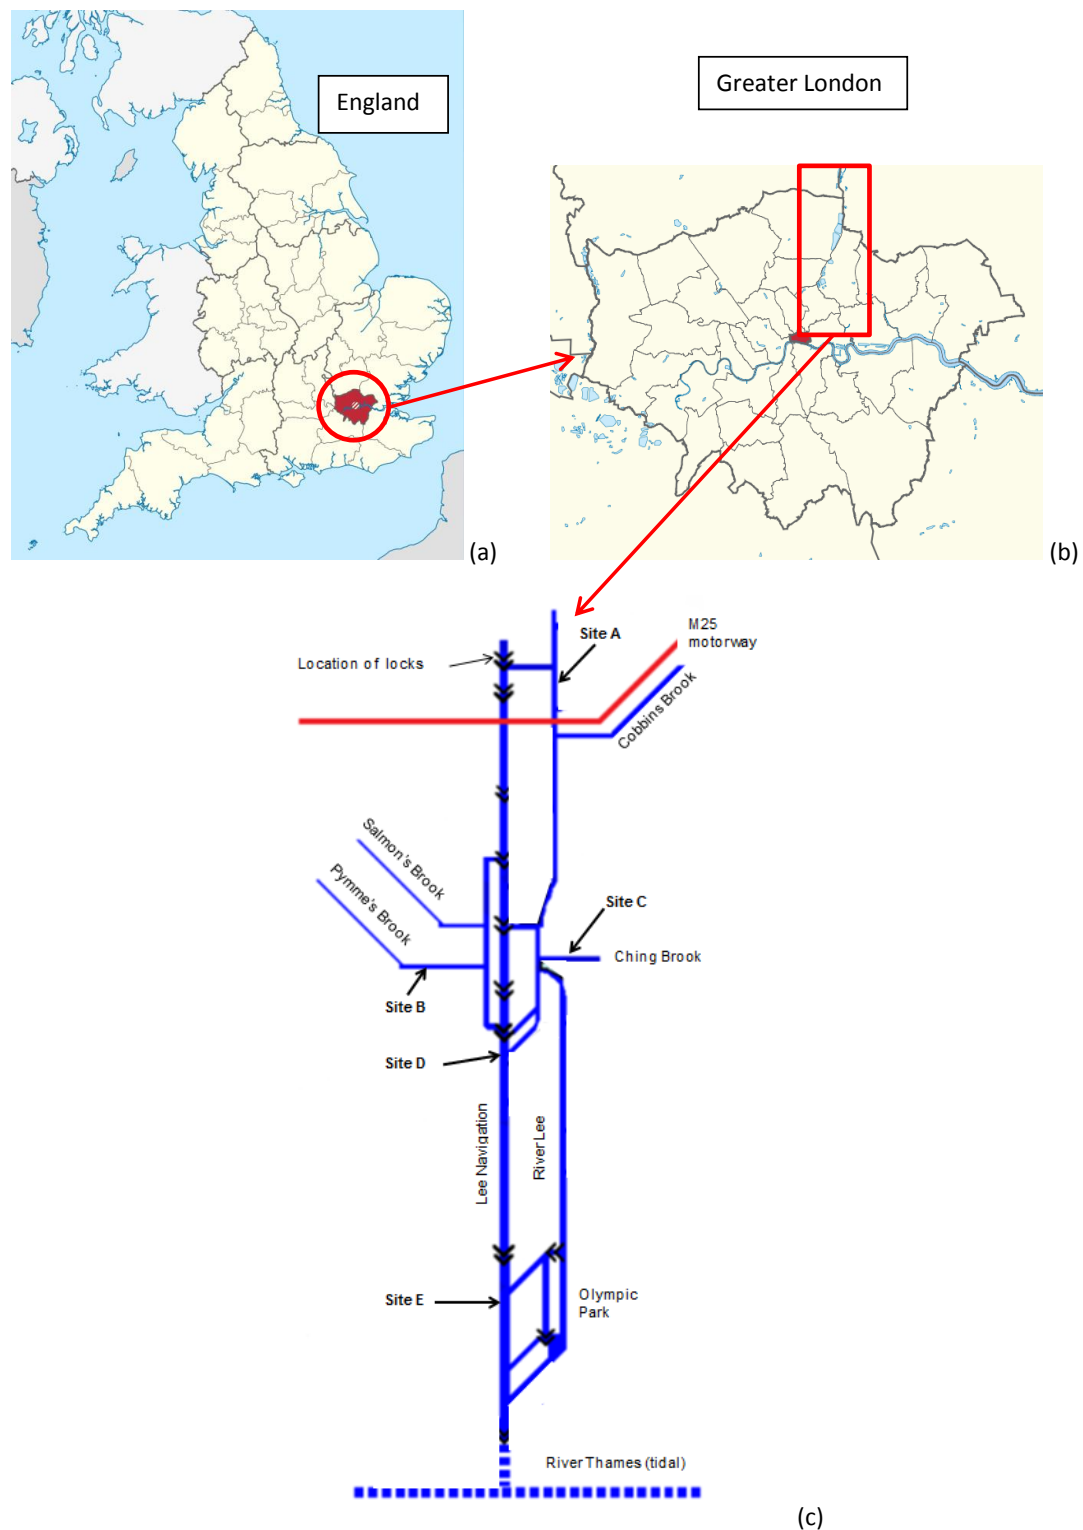 England
Greater London
(a)
(b)
M25
motorway
Site A
Location of locks
Cobbins Brook
Salmon's Brook
Pymme's Brook
Site C
Ching Brook
Site B
Site D
Lee Navigation
River Lee
Site E
Olympic
Park
River Thames (tidal)
(c)